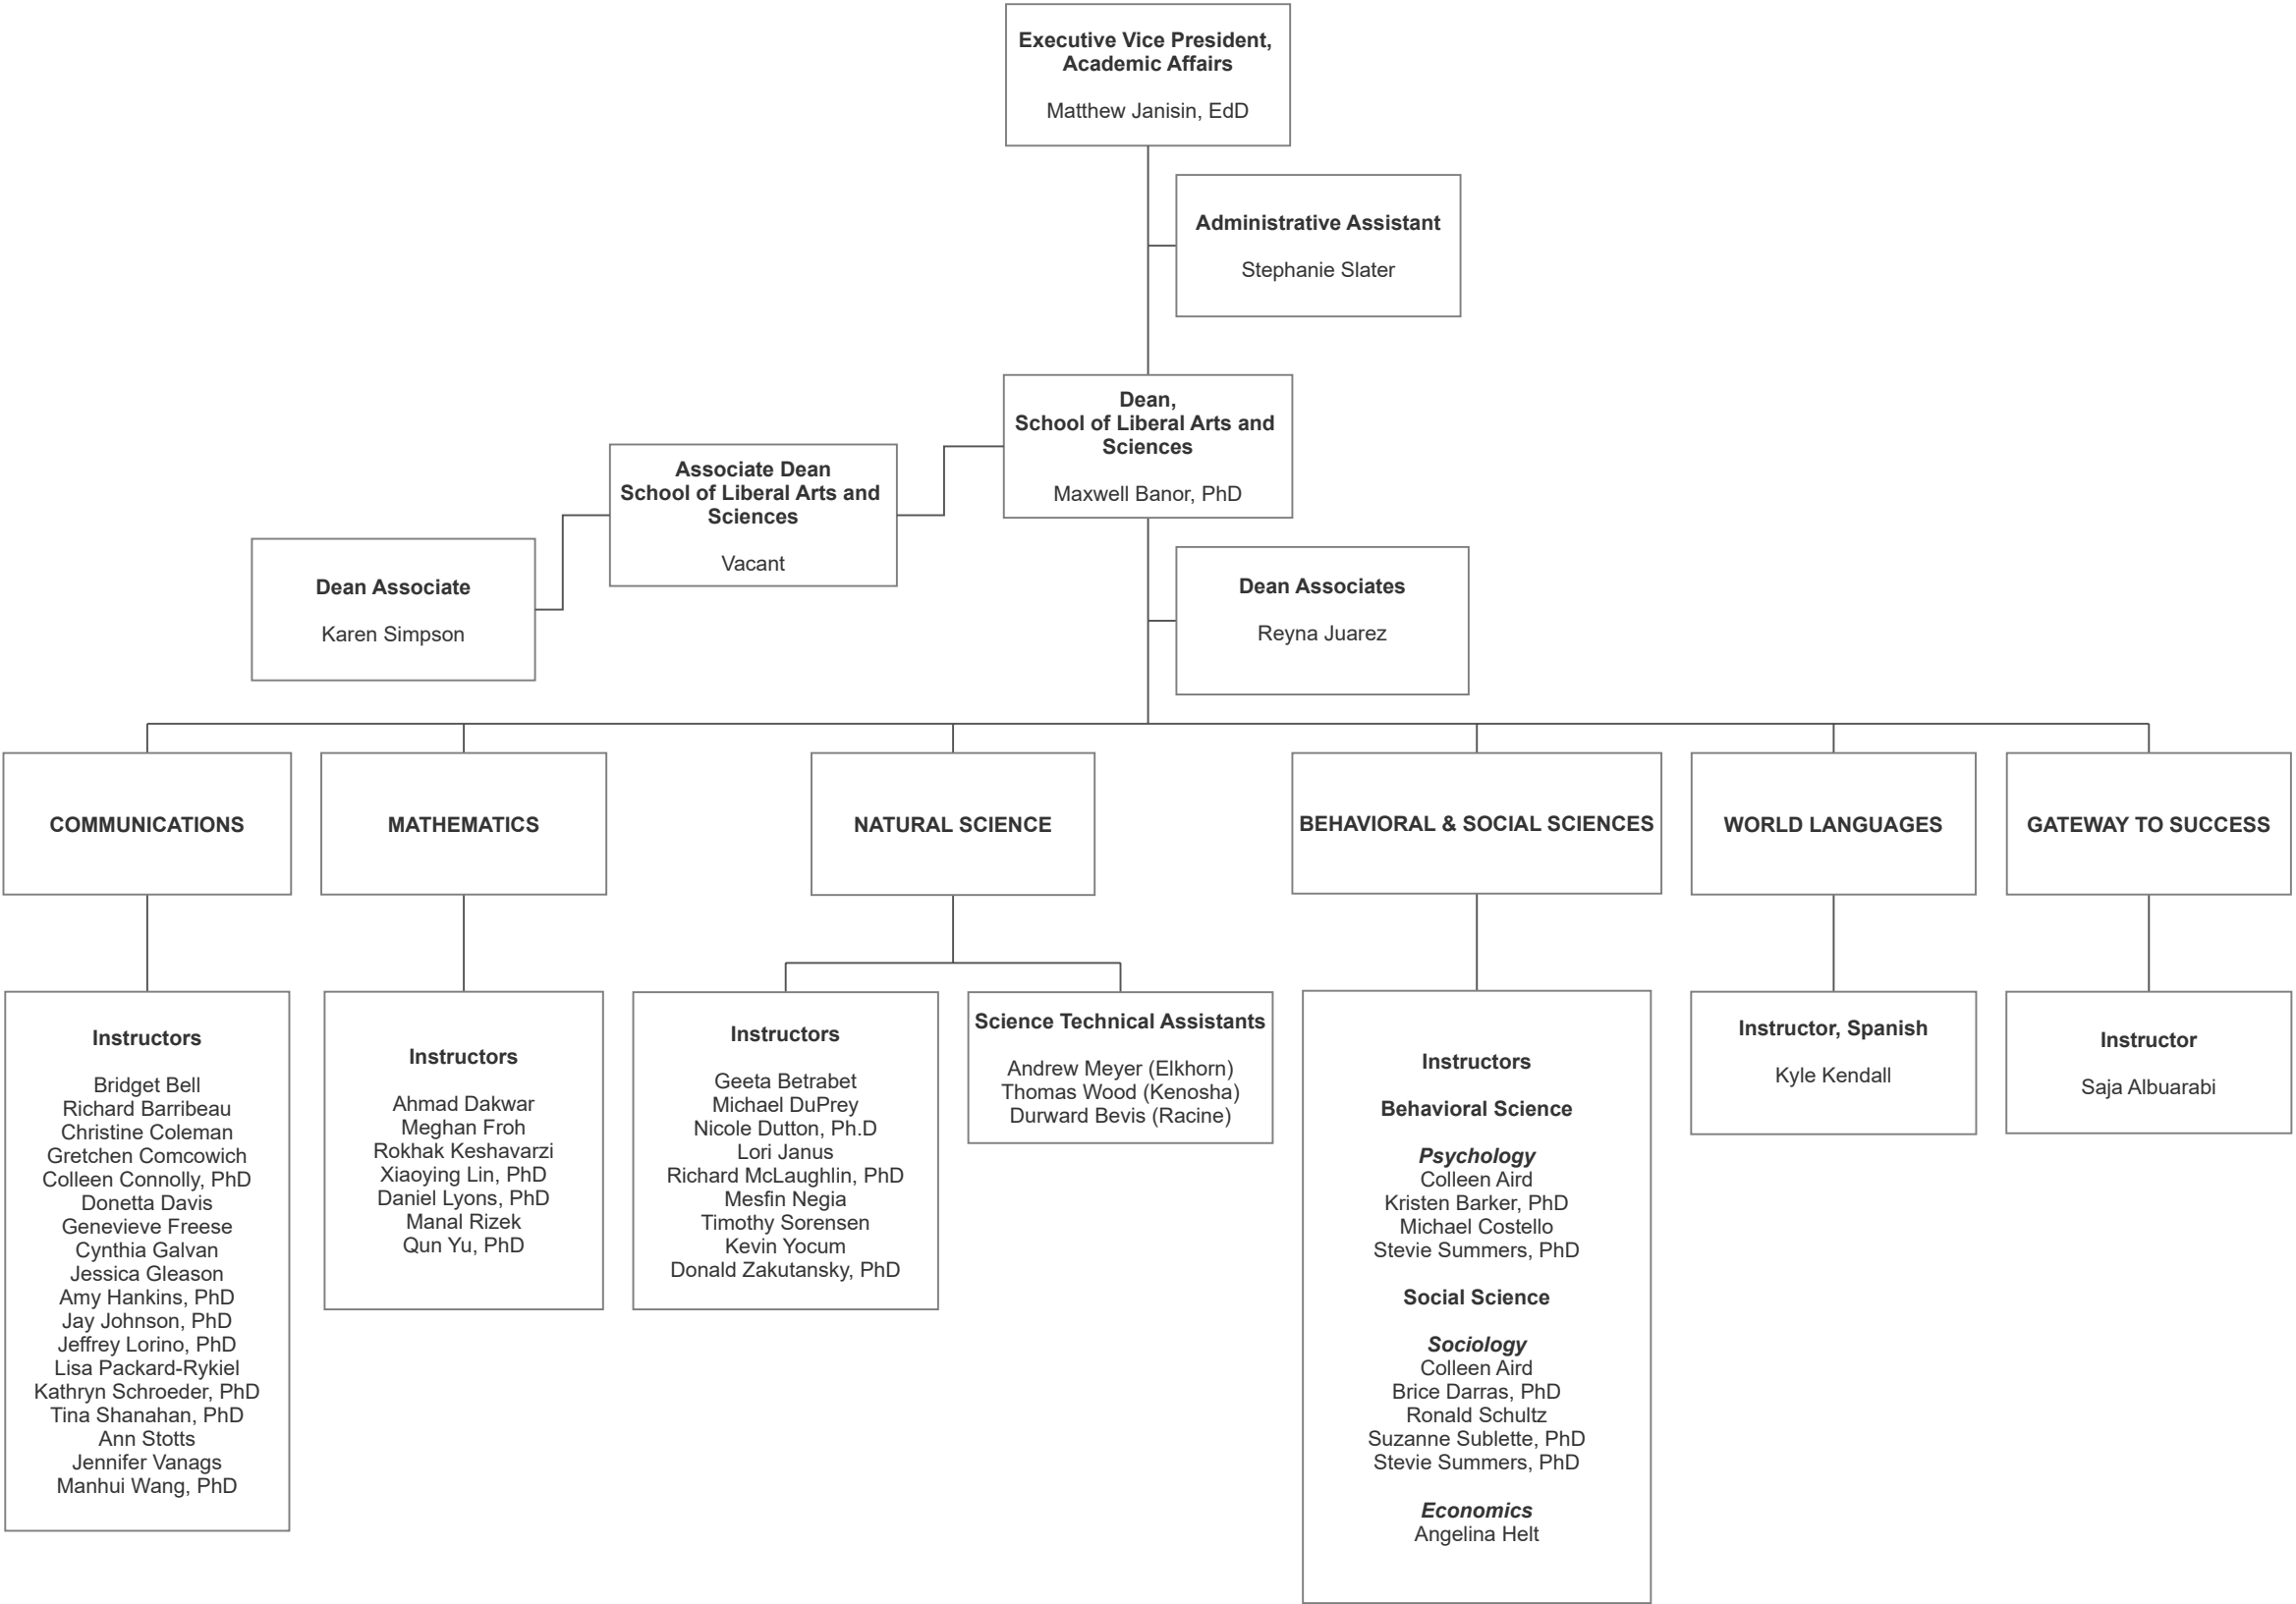 Executive Vice President,
Academic Affairs
Matthew Janisin, EdD
Administrative Assistant
Stephanie Slater
Dean,
School of Liberal Arts and
Sciences
Maxwell Banor, PhD
Associate Dean
School of Liberal Arts and
Sciences
Vacant
Dean Associate
Karen Simpson
Dean Associates
Reyna Juarez
COMMUNICATIONS
MATHEMATICS
NATURAL SCIENCE
BEHAVIORAL & SOCIAL SCIENCES
WORLD LANGUAGES
GATEWAY TO SUCCESS
Instructors
Bridget Bell
Richard Barribeau
Christine Coleman
Gretchen Comcowich
Colleen Connolly, PhD
Donetta Davis
Genevieve Freese
Cynthia Galvan
Jessica Gleason
Amy Hankins, PhD
Jay Johnson, PhD
Jeffrey Lorino, PhD
Lisa Packard-Rykiel
Kathryn Schroeder, PhD
Tina Shanahan, PhD
Ann Stotts
Jennifer Vanags
Manhui Wang, PhD
Instructors
Ahmad Dakwar
Meghan Froh
Rokhak Keshavarzi
Xiaoying Lin, PhD
Daniel Lyons, PhD
Manal Rizek
Qun Yu, PhD
Instructors
Geeta Betrabet
Michael DuPrey
Nicole Dutton, Ph.D
Lori Janus
Richard McLaughlin, PhD
Mesfin Negia
Timothy Sorensen
Kevin Yocum
Donald Zakutansky, PhD
Science Technical Assistants
Andrew Meyer (Elkhorn)
Thomas Wood (Kenosha)
Durward Bevis (Racine)
Instructors
Behavioral Science
Psychology
Colleen Aird
Kristen Barker, PhD
Michael Costello
Stevie Summers, PhD
Social Science
Sociology
Colleen Aird
Brice Darras, PhD
Ronald Schultz
Suzanne Sublette, PhD
Stevie Summers, PhD
Economics
Angelina Helt
Instructor, Spanish
Kyle Kendall
Instructor
Saja Albuarabi